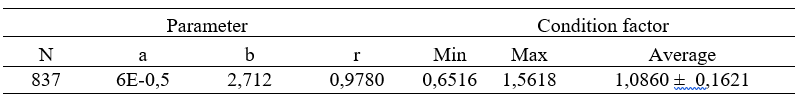 Parameter Condition factor
N a b r Min Max Average
837 6E-0,5 2,712 0,9780 0,6516 1,5618 1,0860 ± 0,1621